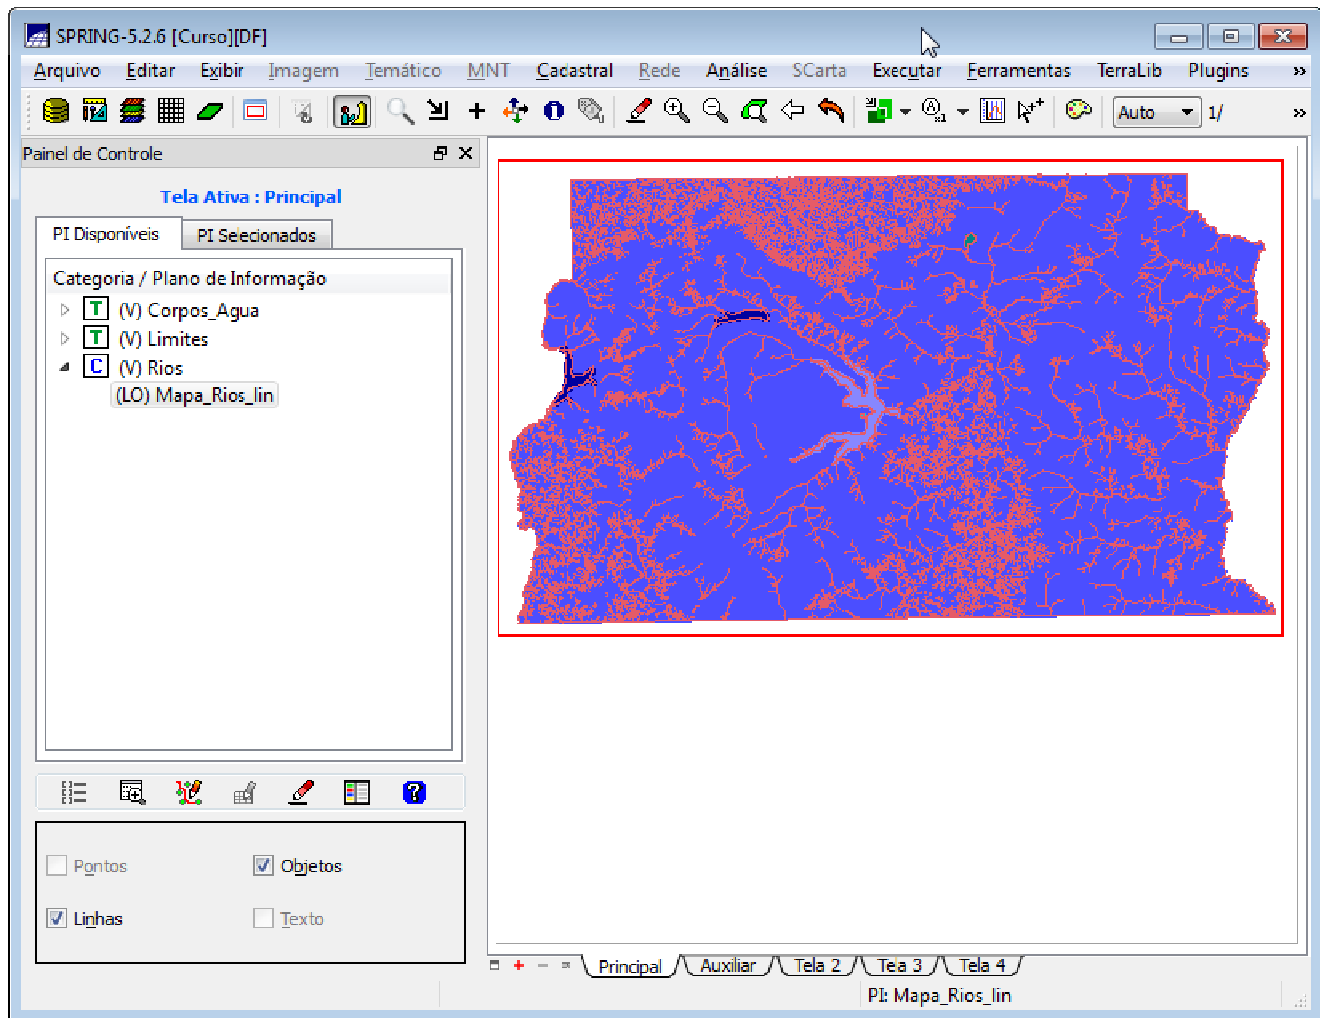 SPRING-5.2.6 [Curso][DF]
Arquivo Editar Exibir Imagem Temático MNT Cadastral Rede Análise SCarta Executar Ferramentas TerraLib Plugins »
Auto 1/ »
Painel de Controle
Tela Ativa : Principal
PI Disponíveis PI Selecionados
Categoria / Plano de Informação
T (V) Corpos_Agua
T (V) Limites
C (V) Rios
(LO) Mapa_Rios_lin
Pontos Objetos
Linhas Texto
Principal Auxiliar Tela 2 Tela 3 Tela 4
PI: Mapa_Rios_lin